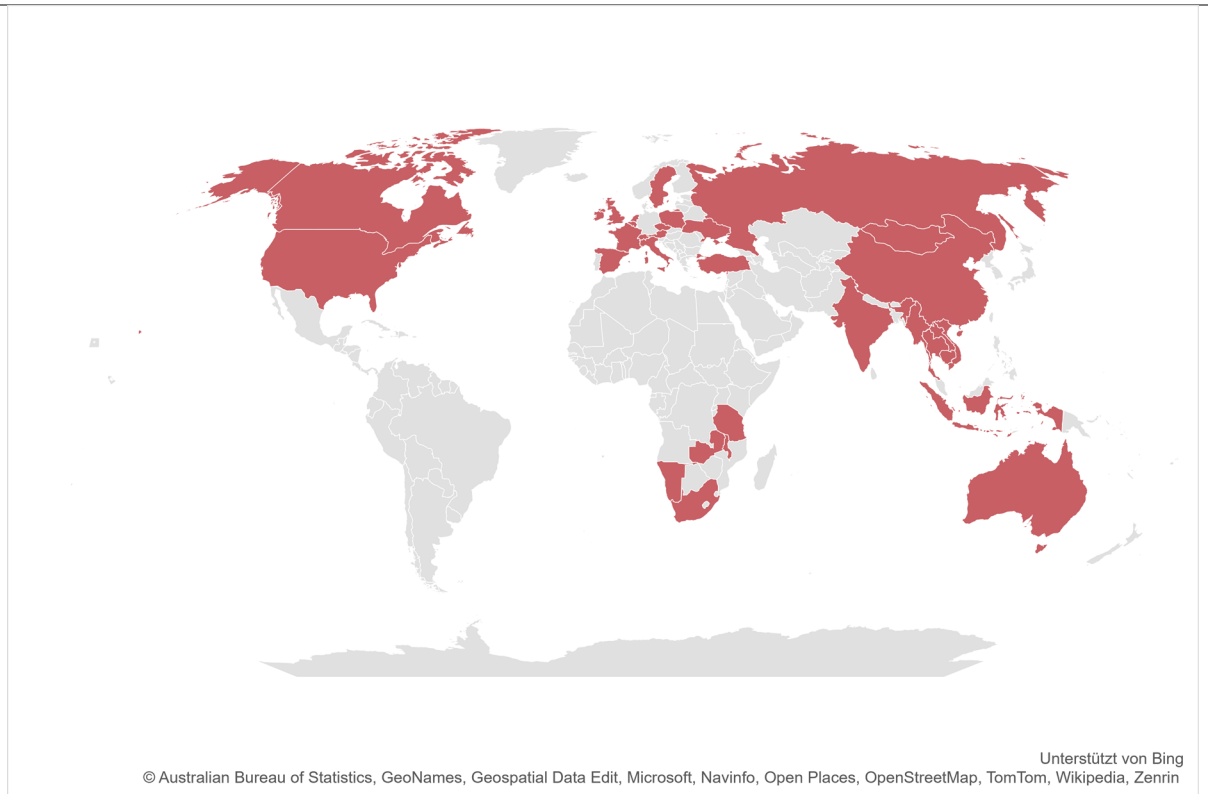 Unterstützt von Bing
© Australian Bureau of Statistics, GeoNames, Geospatial Data Edit, Microsoft, Navinfo, Open Places, OpenStreetMap, TomTom, Wikipedia, Zenrin